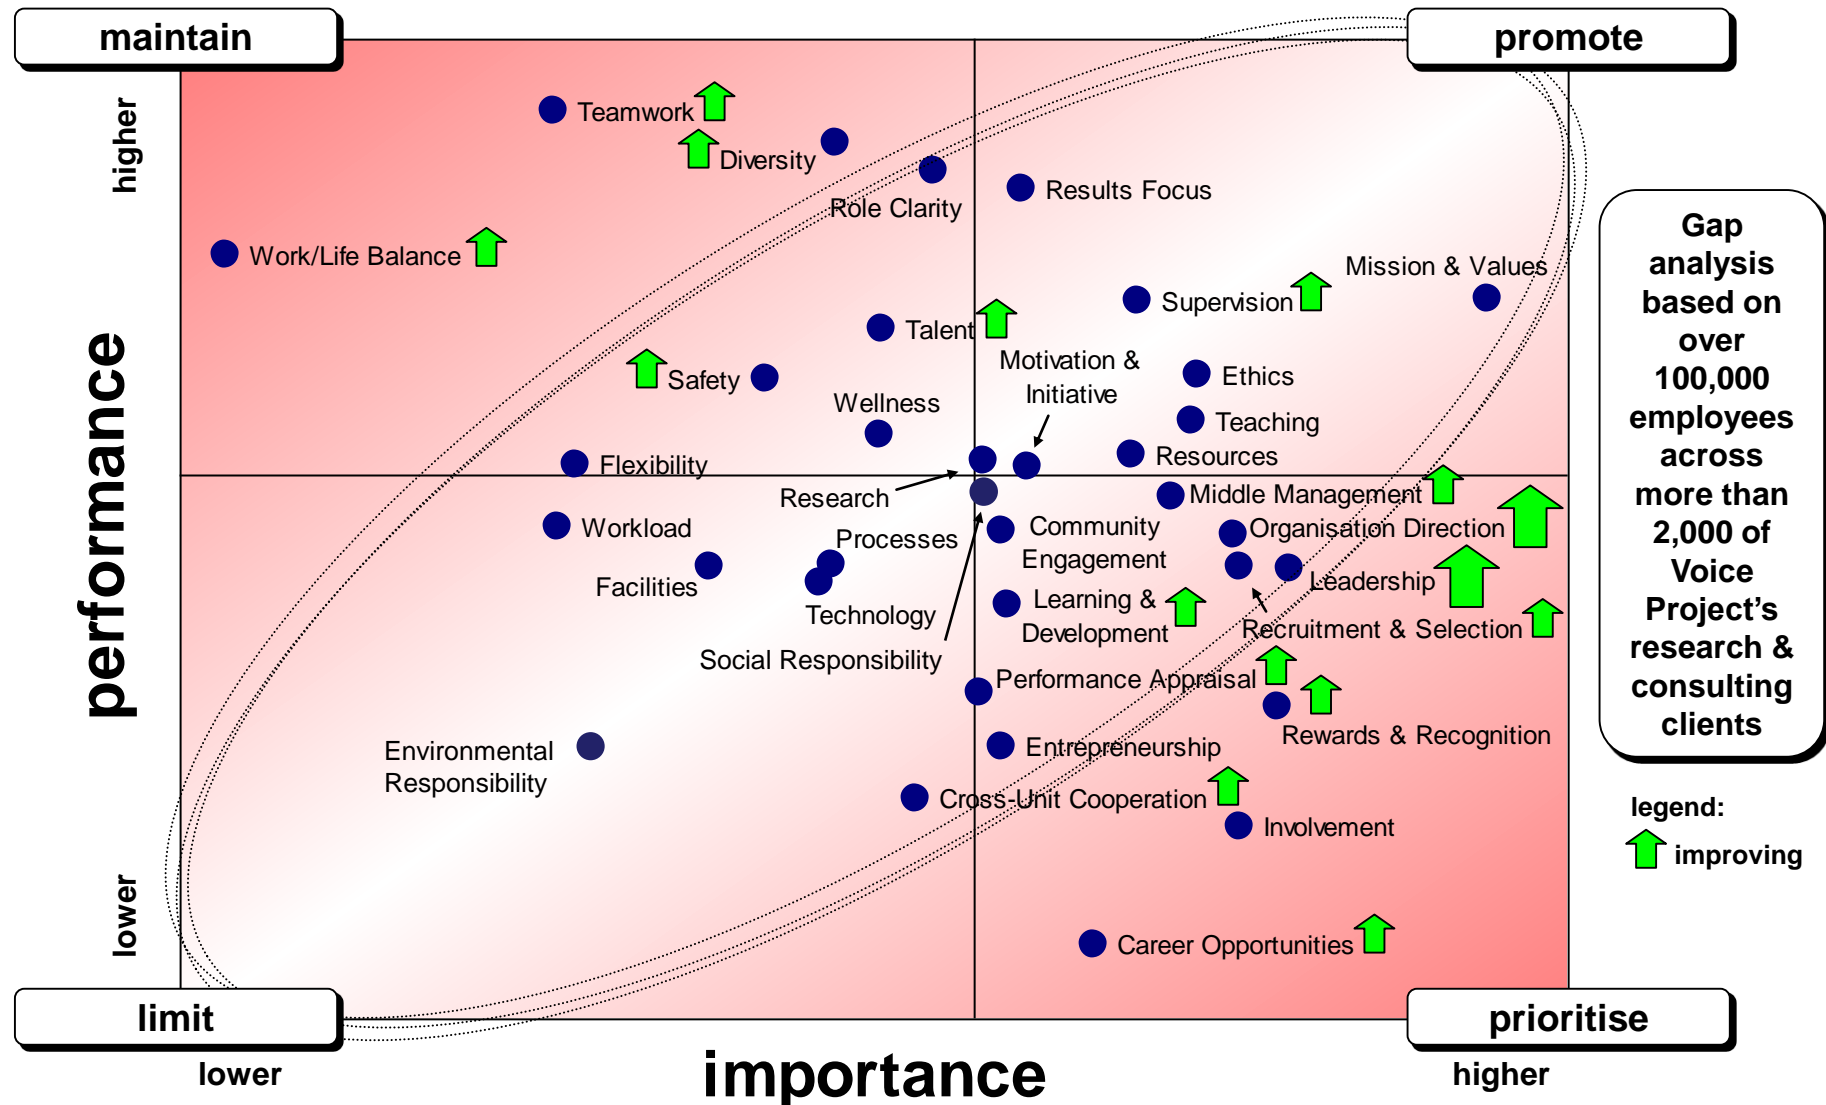 maintain
promote
higher
Teamwork
Diversity
Role Clarity
Results Focus
Work/Life Balance
Mission & Values
Supervision
Talent
Motivation &
Initiative
Safety
Ethics
Wellness
Teaching
Flexibility
Resources
Research
Middle Management
Workload
Processes
Community
Engagement
Organisation Direction
Facilities
Leadership
Technology
Learning &
Development
Recruitment & Selection
Social Responsibility
Performance Appraisal
Rewards & Recognition
Environmental
Responsibility
Entrepreneurship
Cross-Unit Cooperation
Involvement
Career Opportunities
performance
lower
limit
prioritise
lower
importance
higher
Gap
analysis
based on
over
100,000
employees
across
more than
2,000 of
Voice
Project’s
research &
consulting
clients
legend:
improving